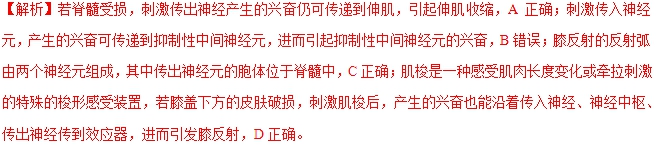 【解析】若脊髓受损，刺激传出神经产生的兴奋仍可传递到伸肌，引起伸肌收缩，A 正确；刺激传入神经
元，产生的兴奋可传递到抑制性中间神经元，进而引起抑制性中间神经元的兴奋，B 错误；膝反射的反射弧
由两个神经元组成，其中传出神经元的胞体位于脊髓中，C 正确；肌梭是一种感受肌肉长度变化或牵拉刺激
的特殊的梭形感受装置，若膝盖下方的皮肤破损，刺激肌梭后，产生的兴奋也能沿着传入神经、神经中枢、
传出神经传到效应器，进而引发膝反射，D 正确。